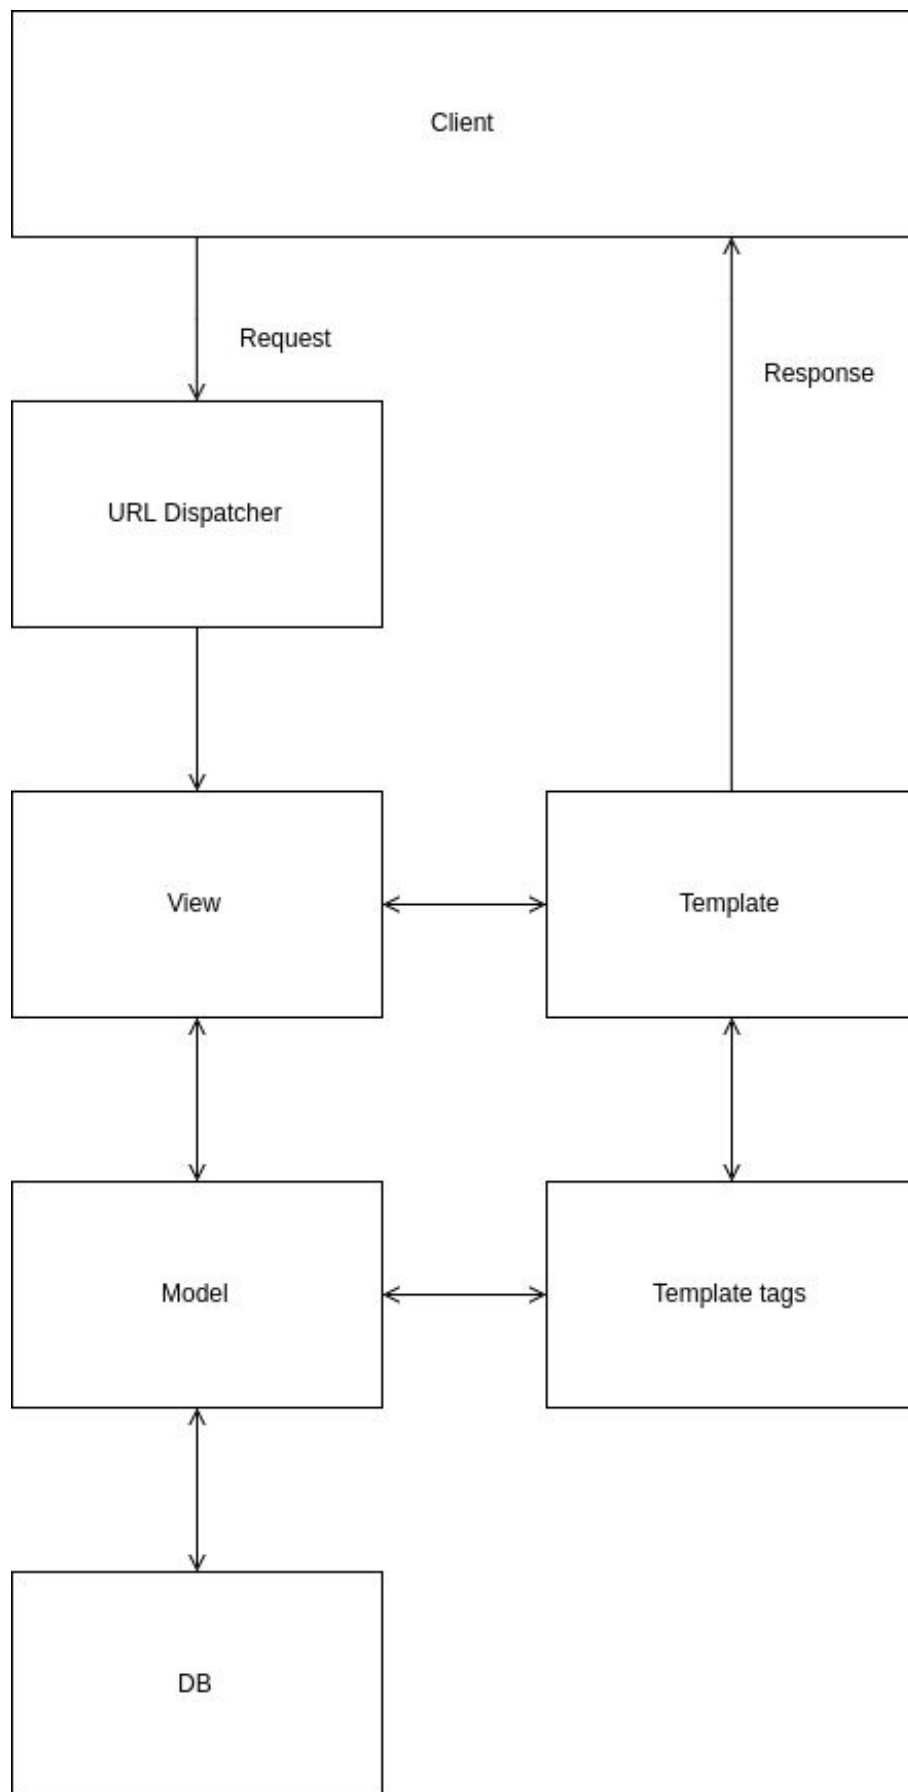 Client
Request
Response
URL Dispatcher
View
Template
Model
Template tags
DB